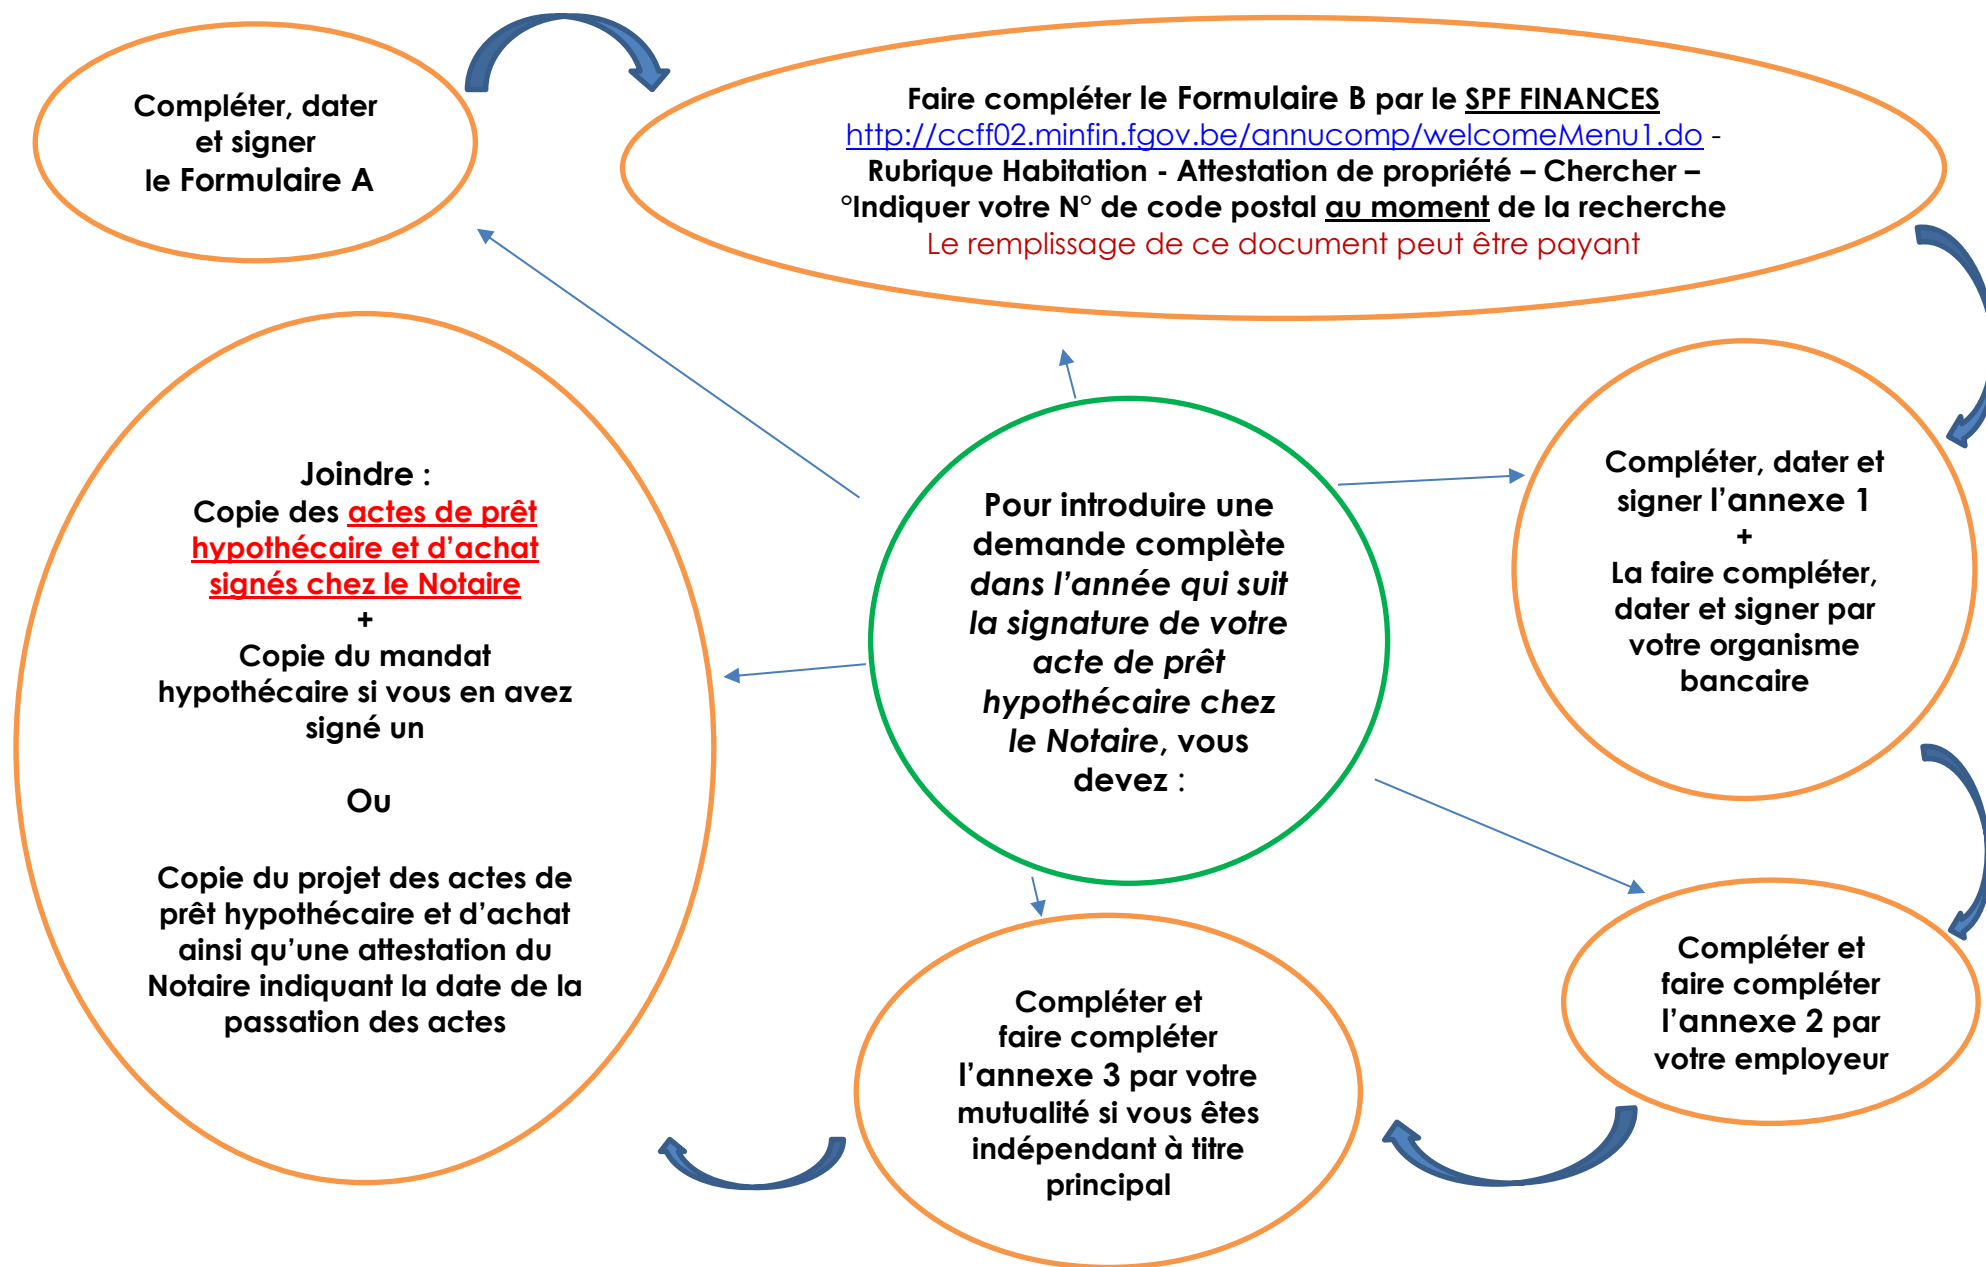 Compléter, dater
et signer
le Formulaire A
Faire compléter le Formulaire B par le SPF FINANCES
http://ccff02.minfin.fgov.be/annucomp/welcomeMenu1.do -
Rubrique Habitation - Attestation de propriété – Chercher –
°Indiquer votre N° de code postal au moment de la recherche
Le remplissage de ce document peut être payant
Pour introduire une
demande complète
dans l’année qui suit
la signature de votre
acte de prêt
hypothécaire chez
le Notaire, vous
devez :
Compléter, dater et
signer l’annexe 1
+
La faire compléter,
dater et signer par
votre organisme
bancaire
Compléter et
faire compléter
l’annexe 2 par
votre employeur
Compléter et
faire compléter
l’annexe 3 par votre
mutualité si vous êtes
indépendant à titre
principal
Joindre :
Copie des actes de prêt
hypothécaire et d’achat
signés chez le Notaire
+
Copie du mandat
hypothécaire si vous en avez
signé un
Ou
Copie du projet des actes de
prêt hypothécaire et d’achat
ainsi qu’une attestation du
Notaire indiquant la date de la
passation des actes